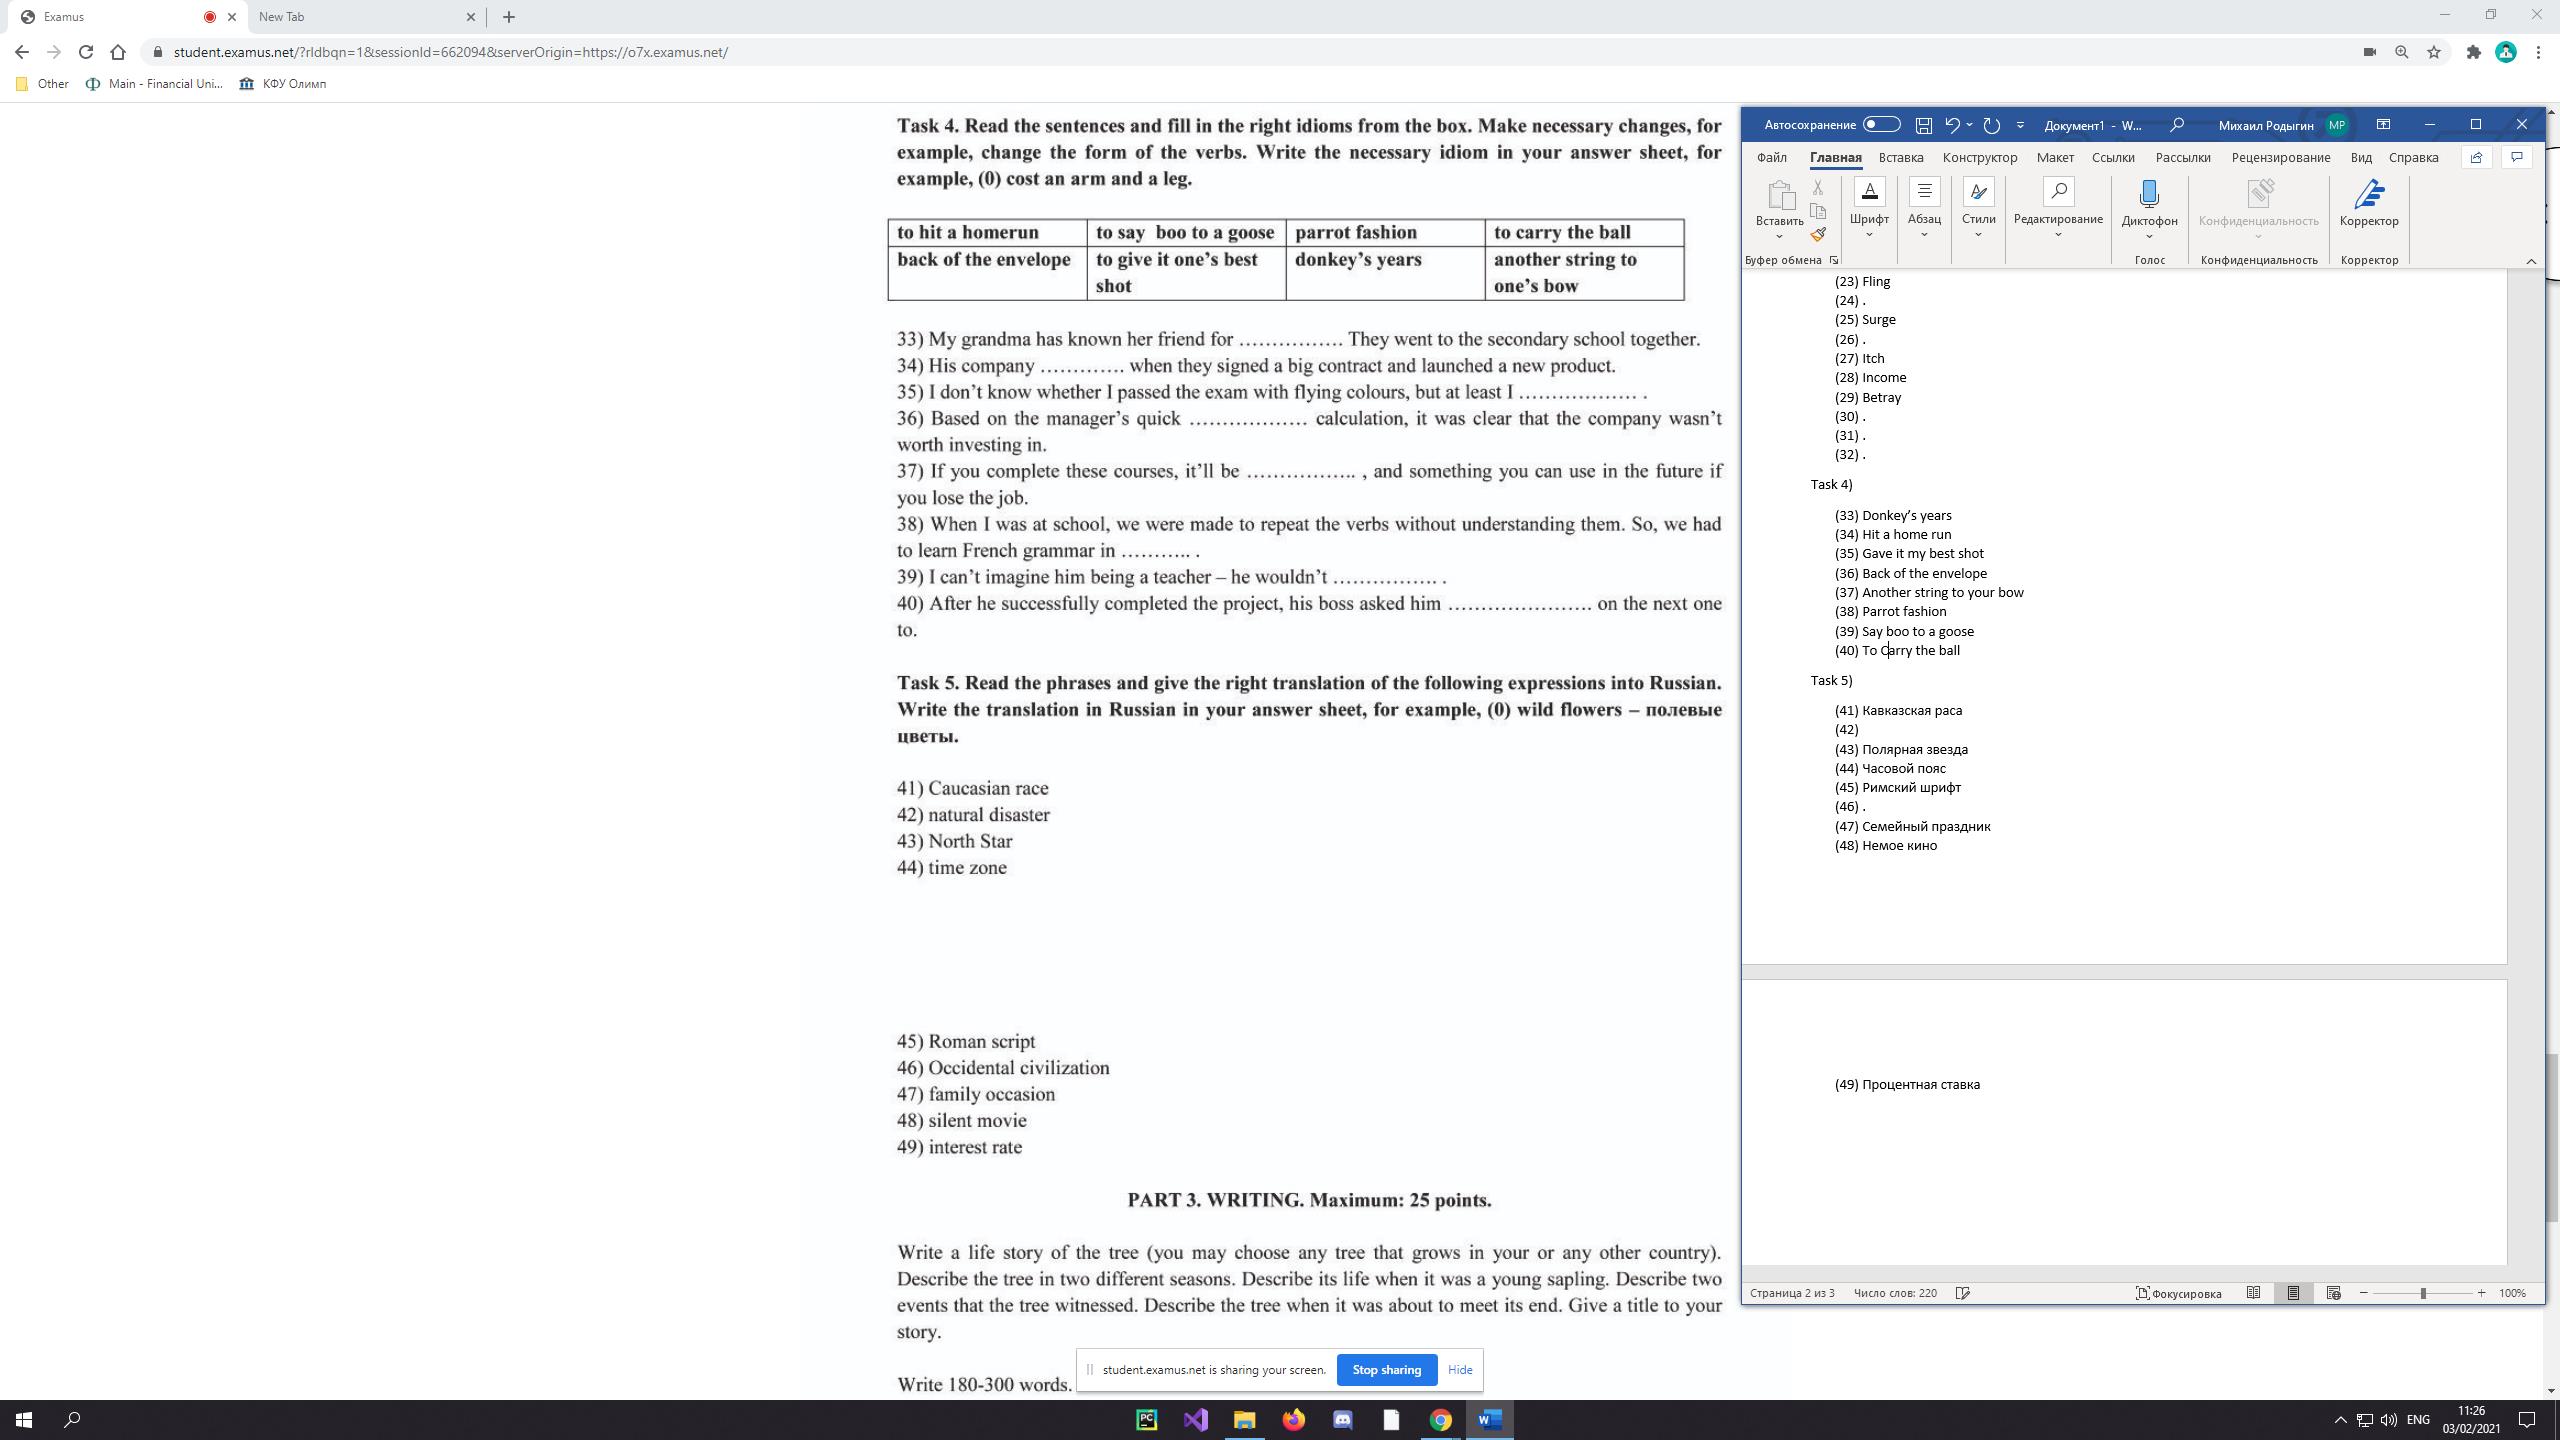 Examus
New Tab
student.examus.net/?rldbqn=1&sessionId=662094&serverOrigin=https://o7x.examus.net/
Other
Main - Financial Uni...
КФУ Олимп
Task 4. Read the sentences and fill in the right idioms from the box. Make necessary changes, for
example, change the form of the verbs. Write the necessary idiom in your answer sheet, for
example, (0) cost an arm and a leg.
to hit a homerun
to say boo to a goose
parrot fashion
to carry the ball
back of the envelope
to give it one’s best
shot
donkey’s years
another string to
one’s bow
33) My grandma has known her friend for ……………. They went to the secondary school together.
34) His company …………. when they signed a big contract and launched a new product.
35) I don’t know whether I passed the exam with flying colours, but at least I ……………… .
36) Based on the manager’s quick ……………… calculation, it was clear that the company wasn’t
worth investing in.
37) If you complete these courses, it’ll be …………….. , and something you can use in the future if
you lose the job.
38) When I was at school, we were made to repeat the verbs without understanding them. So, we had
to learn French grammar in ……….. .
39) I can’t imagine him being a teacher – he wouldn’t ……………. .
40) After he successfully completed the project, his boss asked him …………………. on the next one
to.
Task 5. Read the phrases and give the right translation of the following expressions into Russian.
Write the translation in Russian in your answer sheet, for example, (0) wild flowers – полевые
цветы.
41) Caucasian race
42) natural disaster
43) North Star
44) time zone
45) Roman script
46) Occidental civilization
47) family occasion
48) silent movie
49) interest rate
PART 3. WRITING. Maximum: 25 points.
Write a life story of the tree (you may choose any tree that grows in your or any other country).
Describe the tree in two different seasons. Describe its life when it was a young sapling. Describe two
events that the tree witnessed. Describe the tree when it was about to meet its end. Give a title to your
story.
Write 180-300 words.
student.examus.net is sharing your screen.
Stop sharing
Hide
Автосохранение
Документ1 - W...
Михаил Родыгин
МР
Файл
Главная
Вставка
Конструктор
Макет
Ссылки
Рассылки
Рецензирование
Вид
Справка
Вставить
Шрифт
Абзац
Стили
Редактирование
Диктофон
Конфиденциальность
Корректор
Буфер обмена
Голос
Конфиденциальность
Корректор
(23) Fling
(24) .
(25) Surge
(26) .
(27) Itch
(28) Income
(29) Betray
(30) .
(31) .
(32) .
Task 4)
(33) Donkey’s years
(34) Hit a home run
(35) Gave it my best shot
(36) Back of the envelope
(37) Another string to your bow
(38) Parrot fashion
(39) Say boo to a goose
(40) To Carry the ball
Task 5)
(41) Кавказская раса
(42)
(43) Полярная звезда
(44) Часовой пояс
(45) Римский шрифт
(46) .
(47) Семейный праздник
(48) Немое кино
(49) Процентная ставка
Страница 2 из 3
Число слов: 220
Фокусировка
100%
PC
W
ENG
11:26
03/02/2021